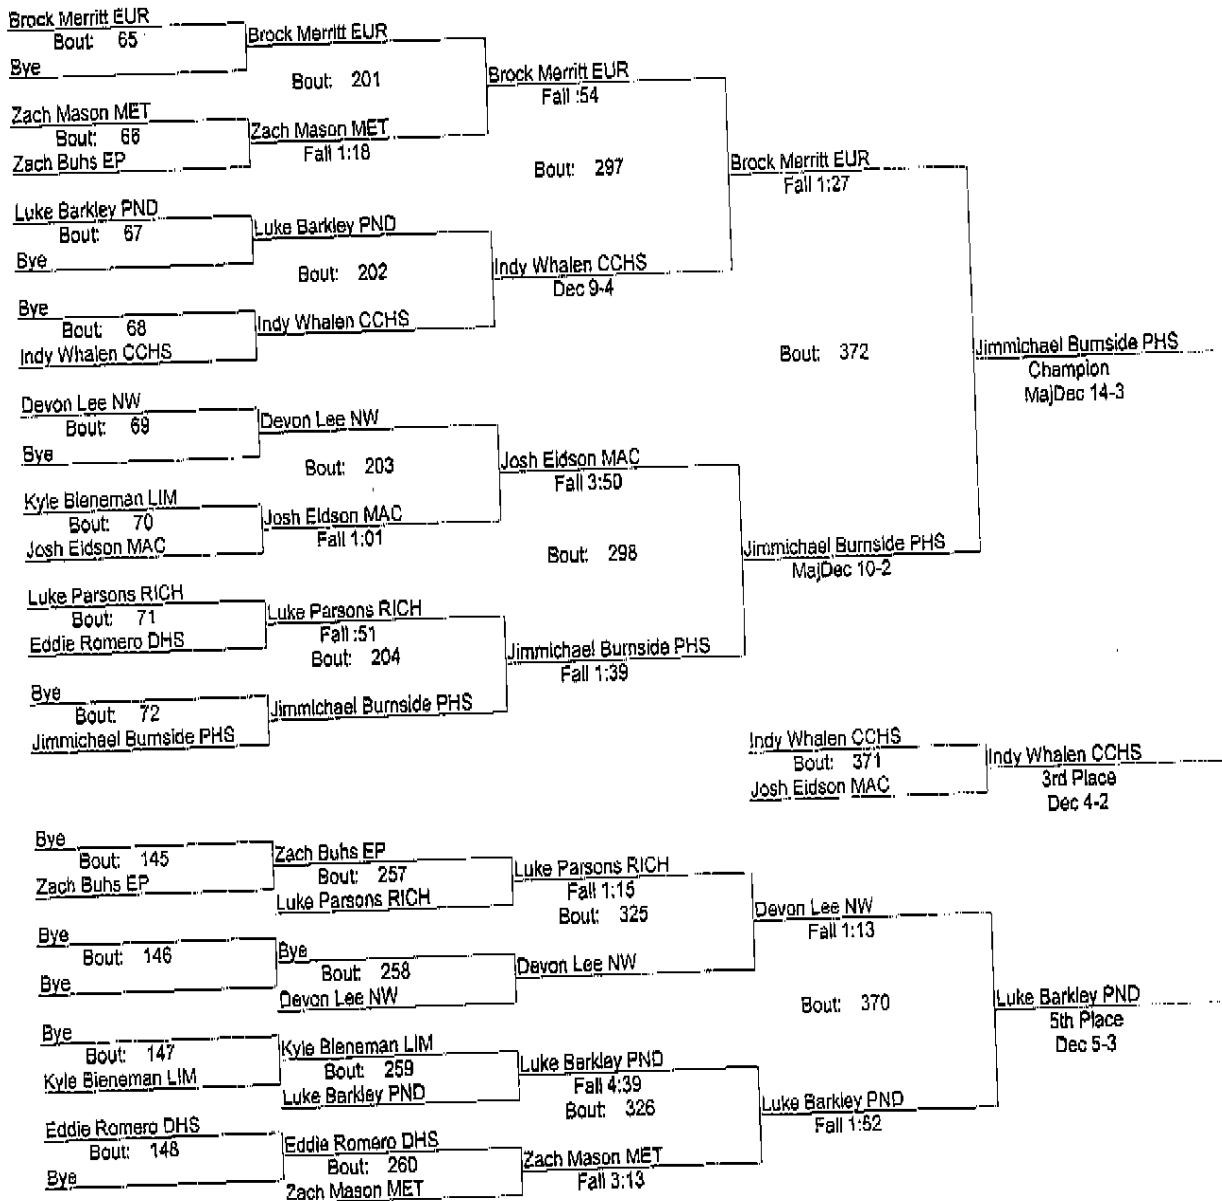 Brock Merritt EUR
Bout: 65
Bye
Brock Merritt EUR
Bout: 201
Zach Mason MET
Bout: 66
Zach Buhs EP
Zach Mason MET
Fall 1:18
Brock Merritt EUR
Fall :54
Bout: 297
Luke Barkley PND
Bout: 67
Bye
Luke Barkley PND
Bout: 202
Bye
Bout: 68
Indy Whalen CCHS
Indy Whalen CCHS
Indy Whalen CCHS
Dec 9-4
Brock Merritt EUR
Fall 1:27
Bout: 372
Devon Lee NW
Bout: 69
Bye
Devon Lee NW
Bout: 203
Kyle Bieneman LIM
Bout: 70
Josh Eidson MAC
Josh Eidson MAC
Fall 1:01
Josh Eidson MAC
Fall 3:50
Bout: 298
Luke Parsons RICH
Bout: 71
Eddie Romero DHS
Luke Parsons RICH
Fall :51
Bout: 204
Bye
Bout: 72
Jimmichael Burnside PHS
Jimmichael Burnside PHS
Jimmichael Burnside PHS
Fall 1:39
Jimmichael Burnside PHS
MajDec 10-2
Jimmichael Burnside PHS
Champion
MajDec 14-3
Indy Whalen CCHS
Bout: 371
Josh Eidson MAC
Indy Whalen CCHS
3rd Place
Dec 4-2
Bye
Bout: 145
Zach Buhs EP
Zach Buhs EP
Bout: 257
Luke Parsons RICH
Luke Parsons RICH
Fall 1:15
Bout: 325
Bye
Bout: 146
Bye
Bye
Bout: 258
Devon Lee NW
Devon Lee NW
Devon Lee NW
Fall 1:13
Bout: 370
Bye
Bout: 147
Kyle Bieneman LIM
Kyle Bieneman LIM
Bout: 259
Luke Barkley PND
Luke Barkley PND
Fall 4:39
Bout: 326
Eddie Romero DHS
Bout: 148
Bye
Eddie Romero DHS
Bout: 260
Zach Mason MET
Zach Mason MET
Fall 3:13
Luke Barkley PND
Fall 1:52
Luke Barkley PND
5th Place
Dec 5-3